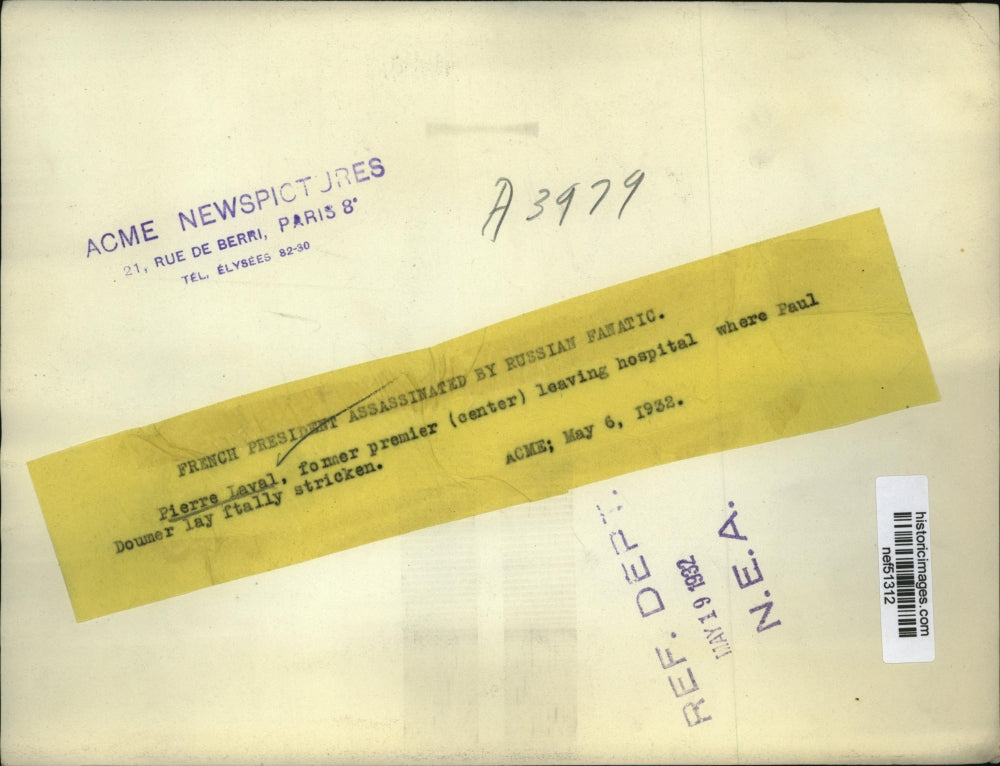 ACME NEWSPICTURES
21, RUE DE BERRI, PARIS 8e
TEL. ÉLYSÉES 82-30
A3979
FRENCH PRESIDENT ASSASSINATED BY RUSSIAN FANATIC.
Pierre Laval, former premier (center) leaving hospital where Paul
Doumer lay ftally stricken.
ACME; May 6, 1932.
REF. DEPT.
MAY 19 1932
N.E.A.
historicimages.com
nef51312